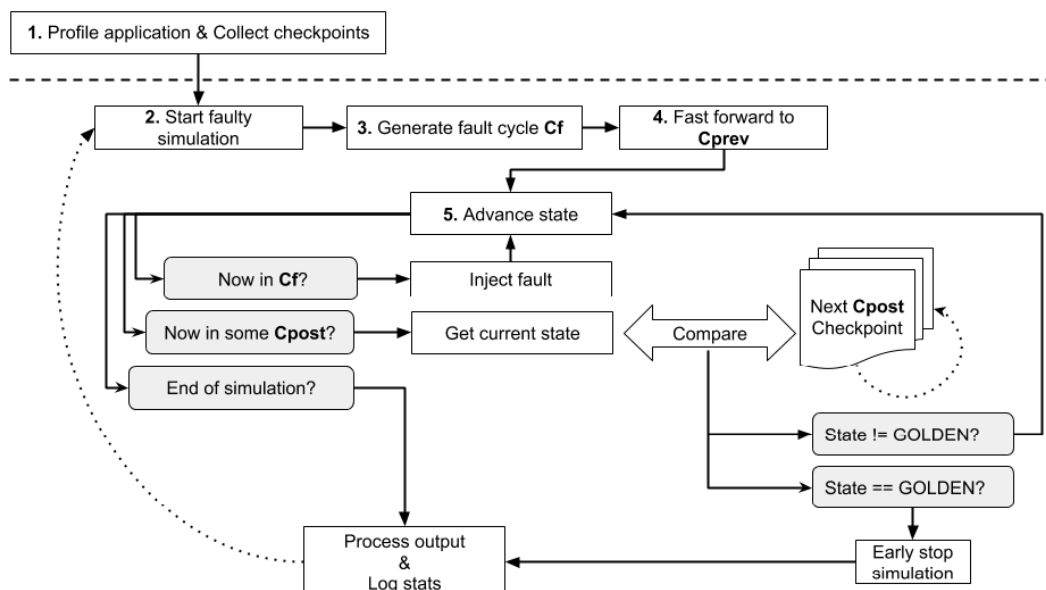 1. Profile application & Collect checkpoints
2. Start faulty
simulation
3. Generate fault cycle Cf
4. Fast forward to
Cprev
5. Advance state
Now in Cf?
Inject fault
Now in some Cpost?
Get current state
Compare
Next Cpost
Checkpoint
End of simulation?
State != GOLDEN?
State == GOLDEN?
Process output
&
Log stats
Early stop
simulation